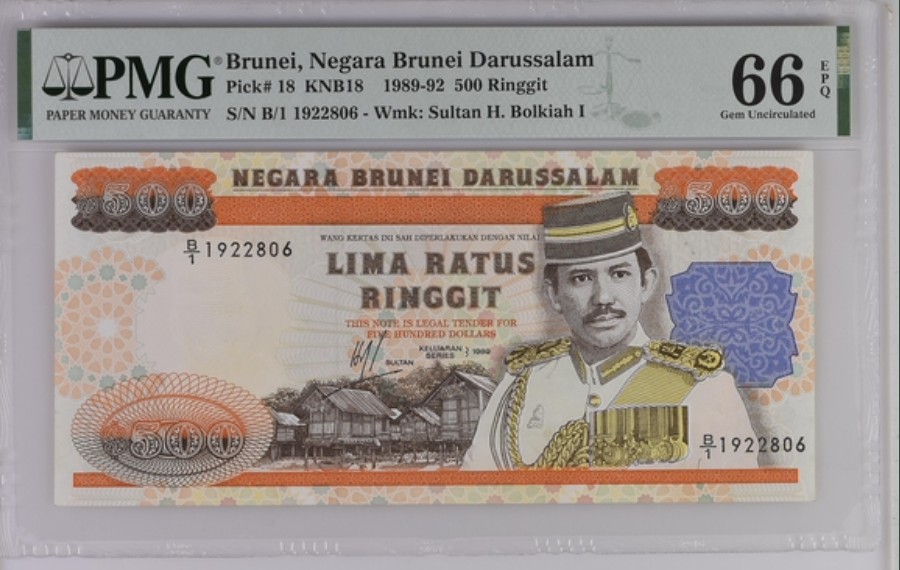 PMG®
PAPER MONEY GUARANTY
Brunei, Negara Brunei Darussalam
Pick# 18 KNB18 1989-92 500 Ringgit
S/N B/1 1922806 - Wmk: Sultan H. Bolkiah I
66 EPQ
Gem Uncirculated
500
NEGARA BRUNEI DARUSSALAM
500
B/1 1922806
WANG KERTAS INI SAH DIPERLAKUKAN DENGAN NILAI
LIMA RATUS
RINGGIT
THIS NOTE IS LEGAL TENDER FOR
FIVE HUNDRED DOLLARS
SULTAN
KELUARAN
SERIES } 1989
500
B/1 1922806